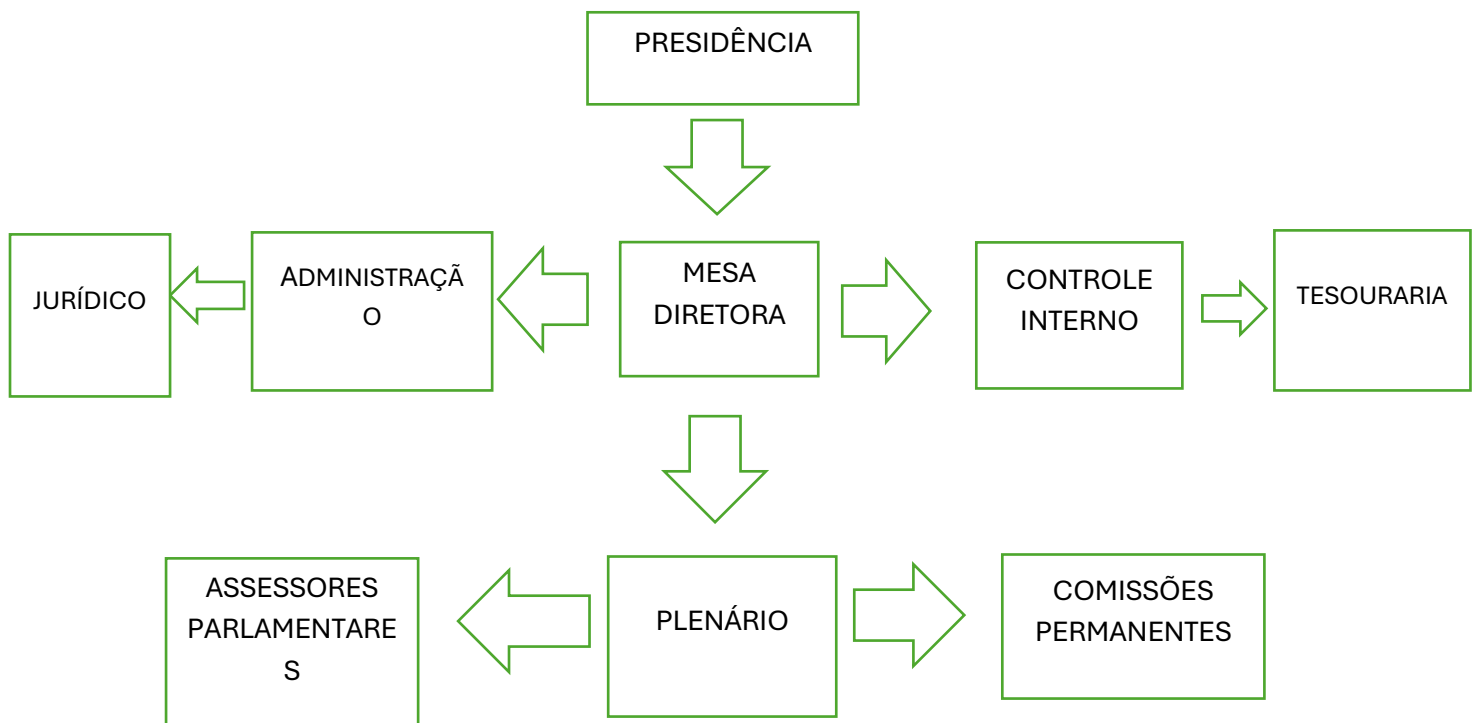 PRESIDÊNCIA
JURÍDICO
ADMINISTRAÇÃ
O
MESA
DIRETORA
CONTROLE
INTERNO
TESOURARIA
ASSESSORES
PARLAMENTARE
S
PLENÁRIO
COMISSÕES
PERMANENTES